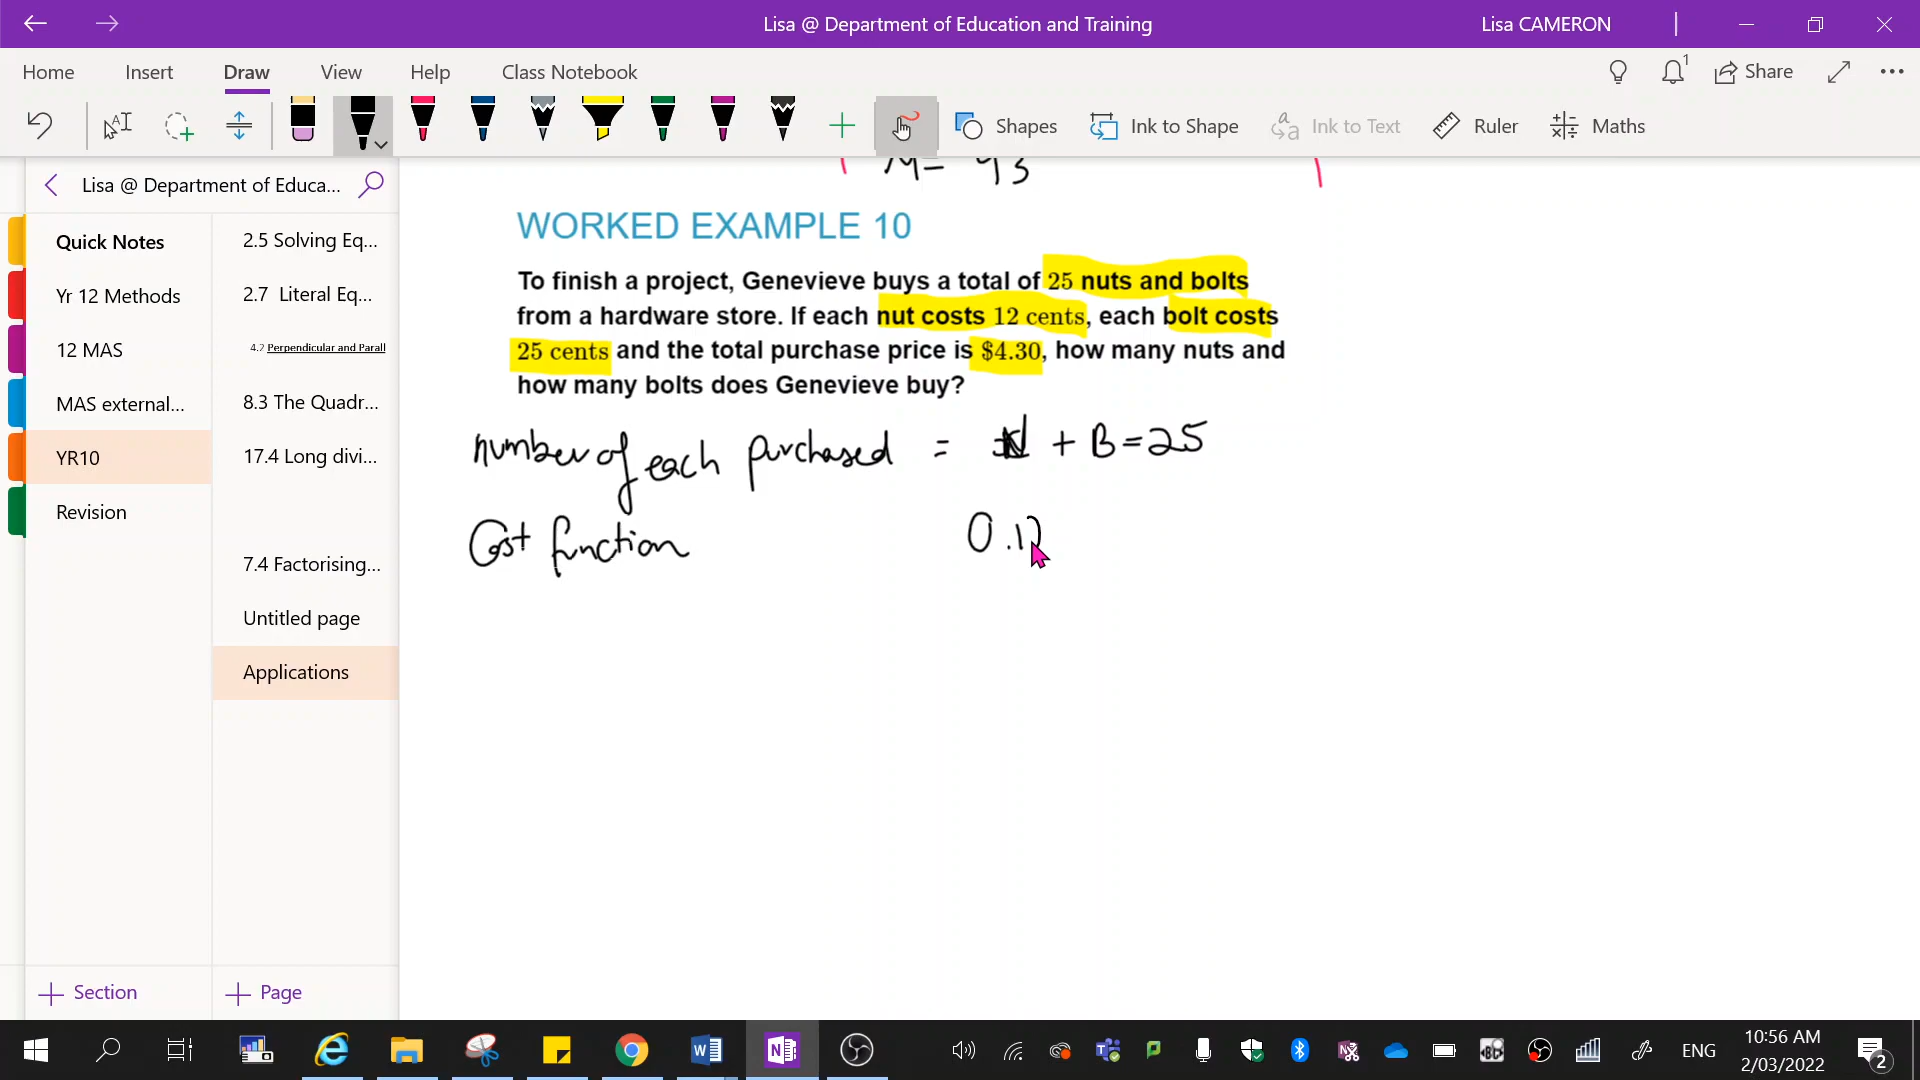 Lisa @ Department of Education and Training
Lisa CAMERON
Home Insert Draw View Help Class Notebook
1
Share
Shapes
Ink to Shape
Ink to Text
Ruler
Maths
Lisa @ Department of Educa...
Quick Notes
Yr 12 Methods
12 MAS
MAS external...
YR10
Revision
2.5 Solving Eq...
2.7 Literal Eq...
4.2 Perpendicular and Parall
8.3 The Quadr...
17.4 Long divi...
7.4 Factorising...
Untitled page
Applications
Section
Page
WORKED EXAMPLE 10
To finish a project, Genevieve buys a total of 25 nuts and bolts
from a hardware store. If each nut costs 12 cents, each bolt costs
25 cents and the total purchase price is $4.30, how many nuts and
how many bolts does Genevieve buy?
number of each purchased = N + B = 25
Cost function 0.1
ENG
10:56 AM
2/03/2022
2